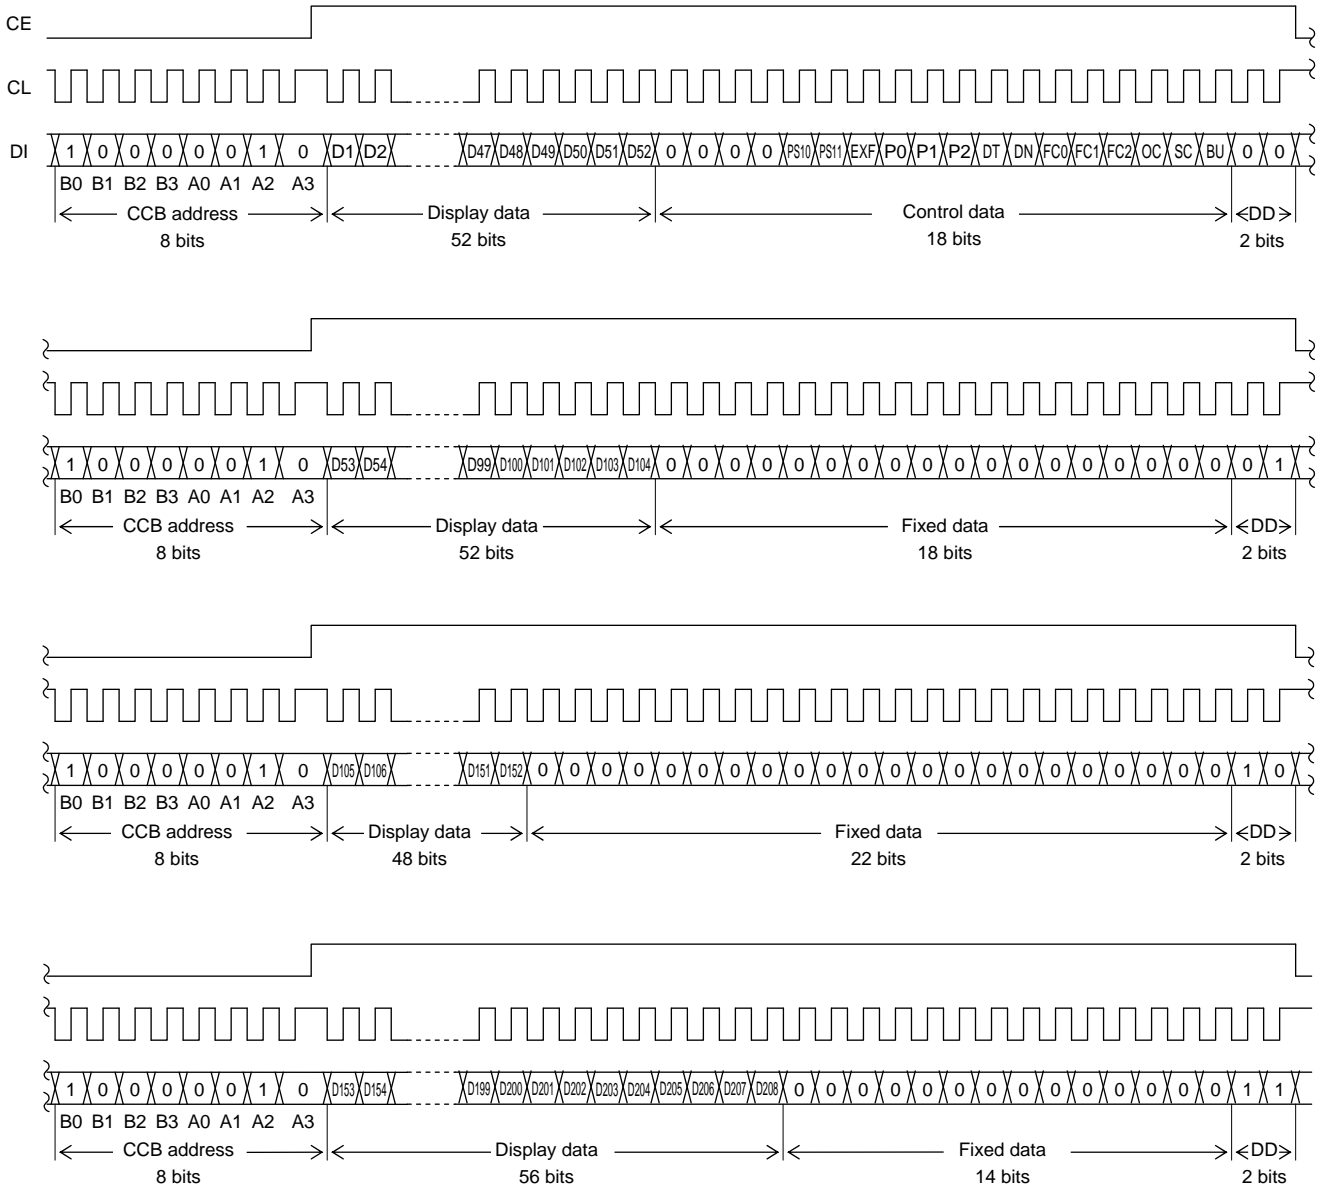 CE
CL
DI 1 0 0 0 0 0 1 0 D1 D2 D47 D48 D49 D50 D51 D52 0 0 0 0 PS10 PS11 EXF P0 P1 P2 DT DN FC0 FC1 FC2 OC SC BU 0 0
B0 B1 B2 B3 A0 A1 A2 A3
CCB address Display data Control data DD
8 bits 52 bits 18 bits 2 bits
1 0 0 0 0 0 1 0 D53 D54 D99 D100 D101 D102 D103 D104 0 0 0 0 0 0 0 0 0 0 0 0 0 0 0 0 0 0 0 1
B0 B1 B2 B3 A0 A1 A2 A3
CCB address Display data Fixed data DD
8 bits 52 bits 18 bits 2 bits
1 0 0 0 0 0 1 0 D105 D106 D151 D152 0 0 0 0 0 0 0 0 0 0 0 0 0 0 0 0 0 0 0 0 0 0 1 0
B0 B1 B2 B3 A0 A1 A2 A3
CCB address Display data Fixed data DD
8 bits 48 bits 22 bits 2 bits
1 0 0 0 0 0 1 0 D153 D154 D199 D200 D201 D202 D203 D204 D205 D206 D207 D208 0 0 0 0 0 0 0 0 0 0 0 0 0 0 1 1
B0 B1 B2 B3 A0 A1 A2 A3
CCB address Display data Fixed data DD
8 bits 56 bits 14 bits 2 bits